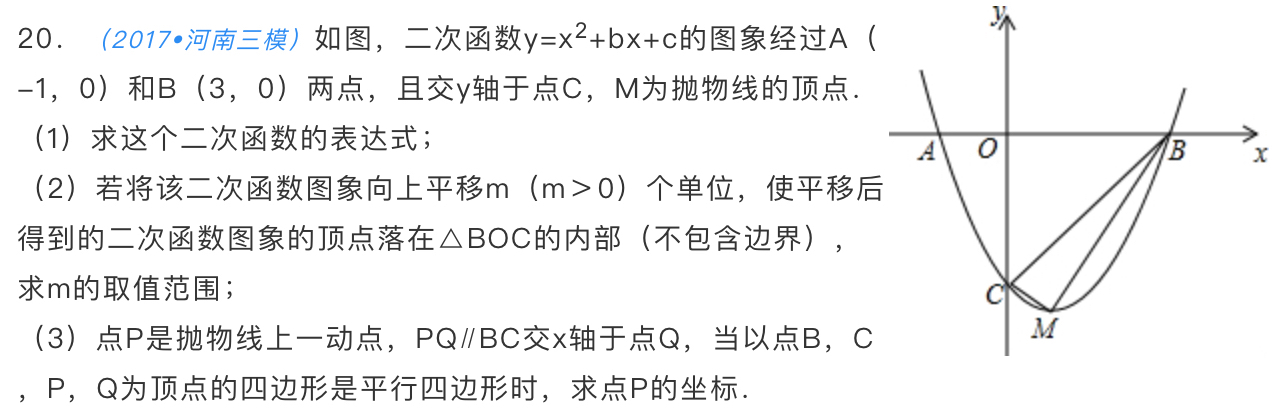 20. （2017•河南三模）如图，二次函数y=x²+bx+c的图象经过A（
−1，0）和B（3，0）两点，且交y轴于点C，M为抛物线的顶点．
（1）求这个二次函数的表达式；
（2）若将该二次函数图象向上平移m（m＞0）个单位，使平移后
得到的二次函数图象的顶点落在△BOC的内部（不包含边界），
求m的取值范围；
（3）点P是抛物线上一动点，PQ∥BC交x轴于点Q，当以点B，C
，P，Q为顶点的四边形是平行四边形时，求点P的坐标．
y
A O B x
C
M